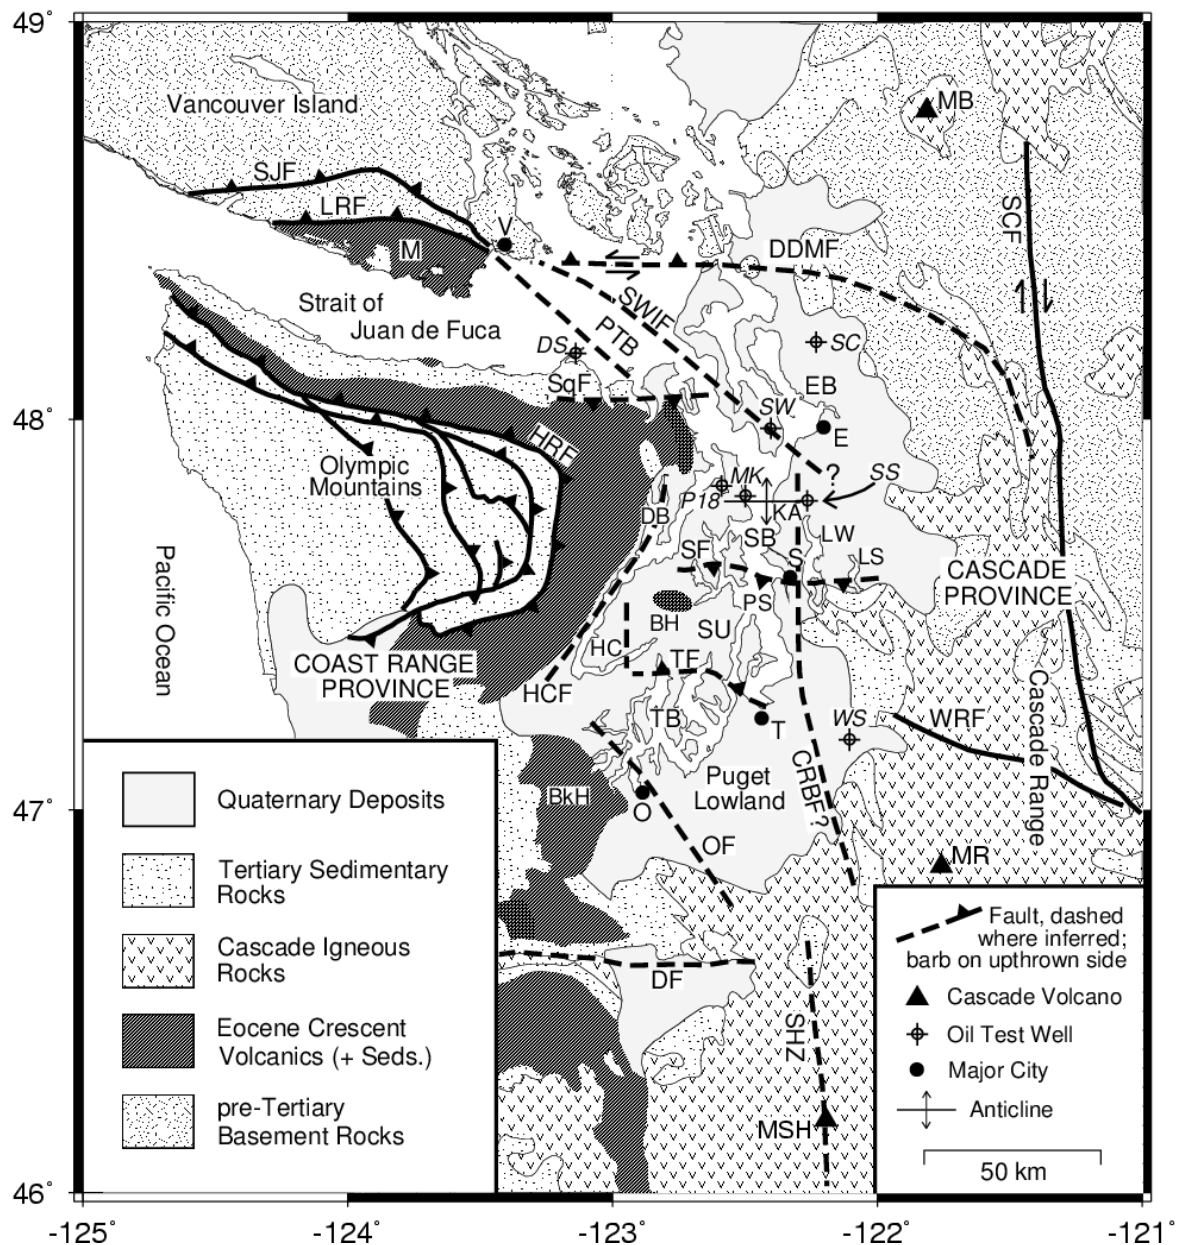 49°
Vancouver Island
MB
SJF
LRF
SCF
V
M
DDMF
Strait of
Juan de Fuca
SWIF
PTB
DS
SC
SqF
EB
48°
SW
E
HRF
Olympic
Mountains
?
MK
SS
P18
KA
DB
SB
LW
SF
S
LS
CASCADE
PROVINCE
Pacific Ocean
PS
BH
SU
HC
TF
COAST RANGE
PROVINCE
HCF
Cascade Range
TB
T
WS
WRF
Puget
Lowland
CRBF?
BkH
O
47°
OF
MR
DF
SHZ
MSH
46°
Quaternary Deposits
Tertiary Sedimentary
Rocks
Cascade Igneous
Rocks
Eocene Crescent
Volcanics (+ Seds.)
pre-Tertiary
Basement Rocks
Fault, dashed
where inferred;
barb on upthrown side
Cascade Volcano
Oil Test Well
Major City
Anticline
50 km
-125°
-124°
-123°
-122°
-121°